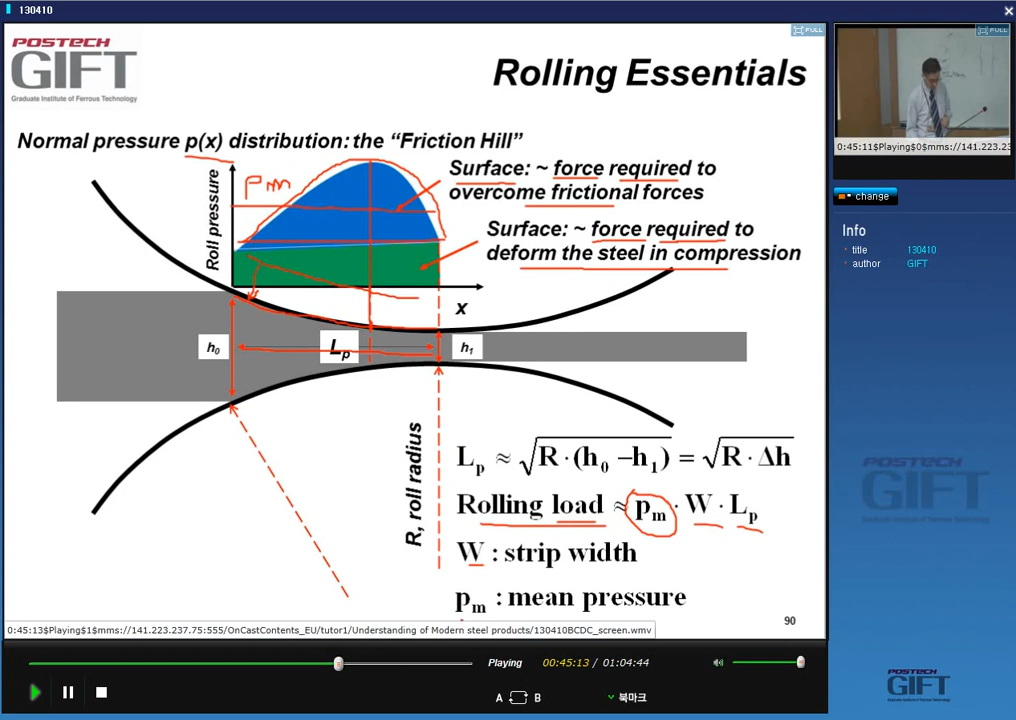 130410
POSTECH
GIFT
Graduate Institute of Ferrous Technology
Rolling Essentials
FULL
Normal pressure p(x) distribution: the “Friction Hill”
Roll pressure
Pm
Surface: ~ force required to
overcome frictional forces
Surface: ~ force required to
deform the steel in compression
x
h0
Lp
h1
R, roll radius
Lp ≈ √R·(h0 −h1) = √R·Δh
Rolling load ≈ pm · W · Lp
W : strip width
pm : mean pressure
90
0:45:13$Playing$1$mms://141.223.237.75:555/OnCastContents_EU/tutor1/Understanding of Modern steel products/130410BCDC_screen.wmv
FULL
0:45:11$Playing$0$mms://141.223.23
change
Info
title 130410
author GIFT
POSTECH
GIFT
Playing 00:45:13 / 01:04:44
A B 북마크
POSTECH
GIFT